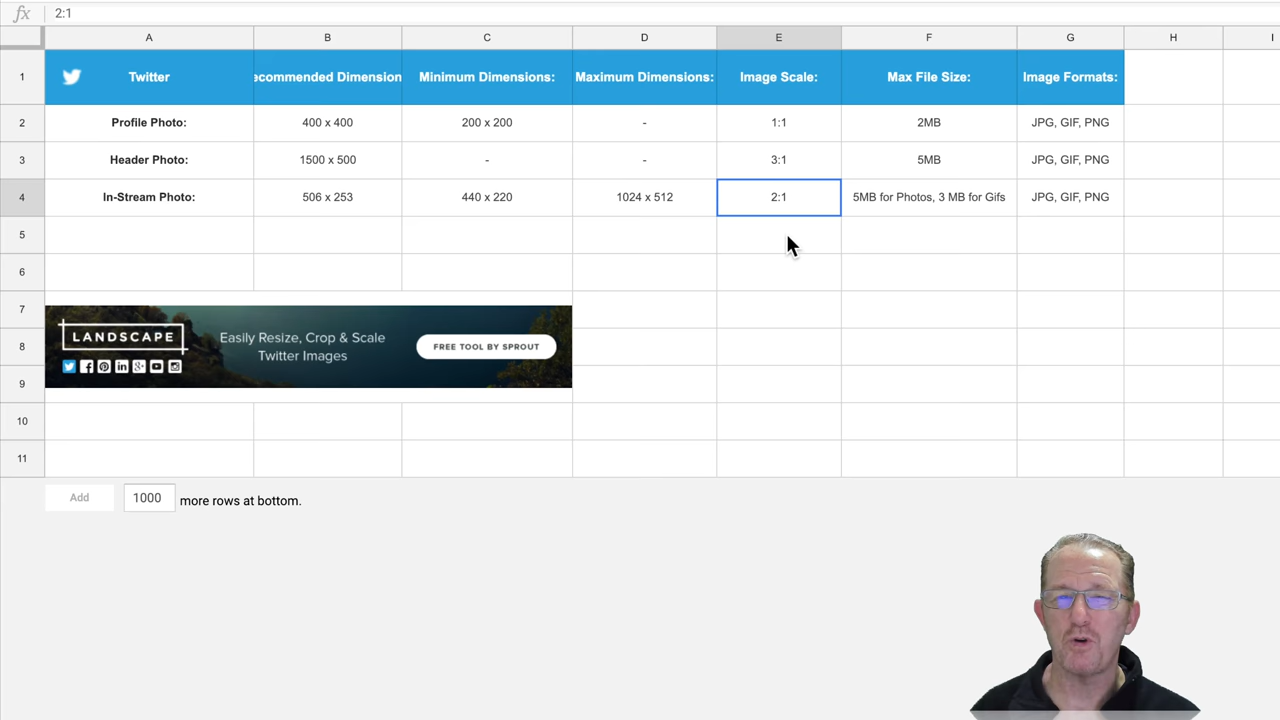 fx 2:1
A B C D E F G H I
1 Twitter ecommended Dimension Minimum Dimensions: Maximum Dimensions: Image Scale: Max File Size: Image Formats:
2 Profile Photo: 400 x 400 200 x 200 - 1:1 2MB JPG, GIF, PNG
3 Header Photo: 1500 x 500 - - 3:1 5MB JPG, GIF, PNG
4 In-Stream Photo: 506 x 253 440 x 220 1024 x 512 2:1 5MB for Photos, 3 MB for Gifs JPG, GIF, PNG
5
6
7
8 LANDSCAPE Easily Resize, Crop & Scale
Twitter Images FREE TOOL BY SPROUT
9
10
11
Add 1000 more rows at bottom.